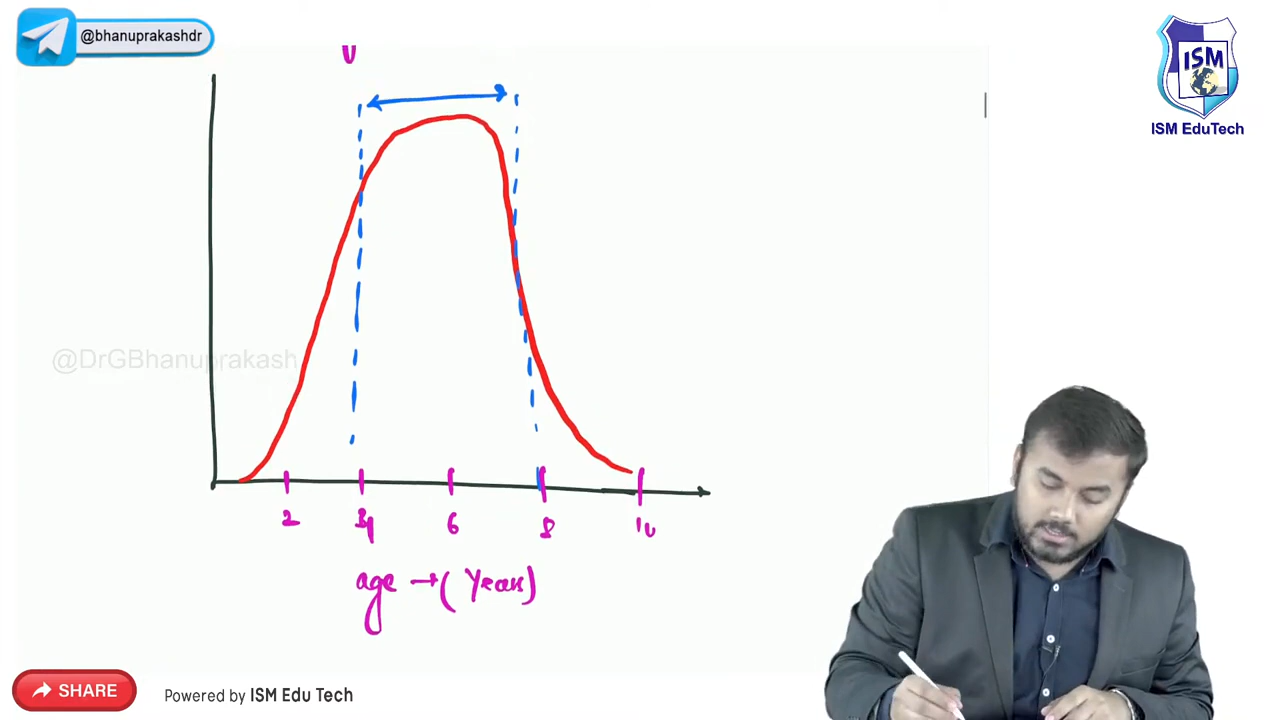 @bhanuprakashdr
ISM
ISM EduTech
@DrGBhanuprakash
2 4 6 8 10
age → (Years)
SHARE
Powered by ISM Edu Tech